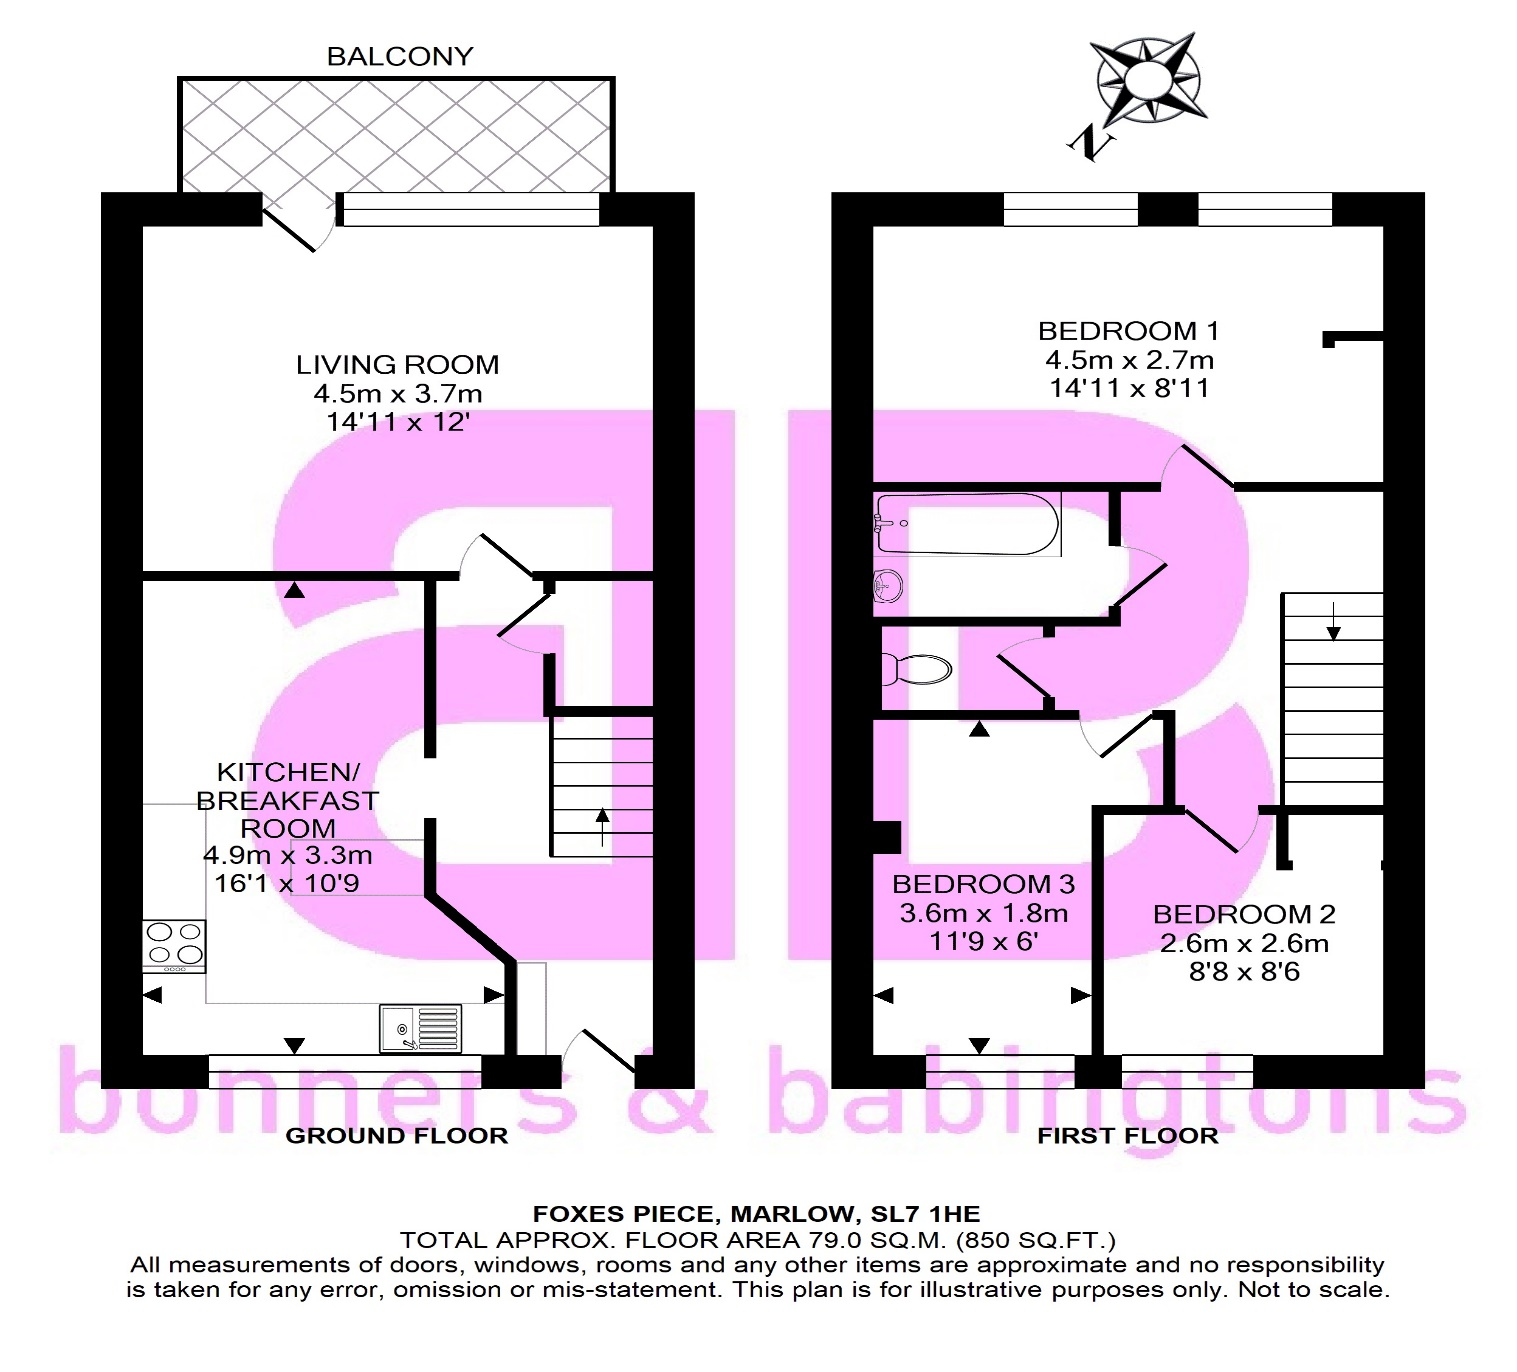 BALCONY
N
LIVING ROOM
4.5m x 3.7m
14'11 x 12'
BEDROOM 1
4.5m x 2.7m
14'11 x 8'11
KITCHEN/
BREAKFAST
ROOM
4.9m x 3.3m
16'1 x 10'9
BEDROOM 3
3.6m x 1.8m
11'9 x 6'
BEDROOM 2
2.6m x 2.6m
8'8 x 8'6
bonners & babingtons
GROUND FLOOR
FIRST FLOOR
FOXES PIECE, MARLOW, SL7 1HE
TOTAL APPROX. FLOOR AREA 79.0 SQ.M. (850 SQ.FT.)
All measurements of doors, windows, rooms and any other items are approximate and no responsibility
is taken for any error, omission or mis-statement. This plan is for illustrative purposes only. Not to scale.